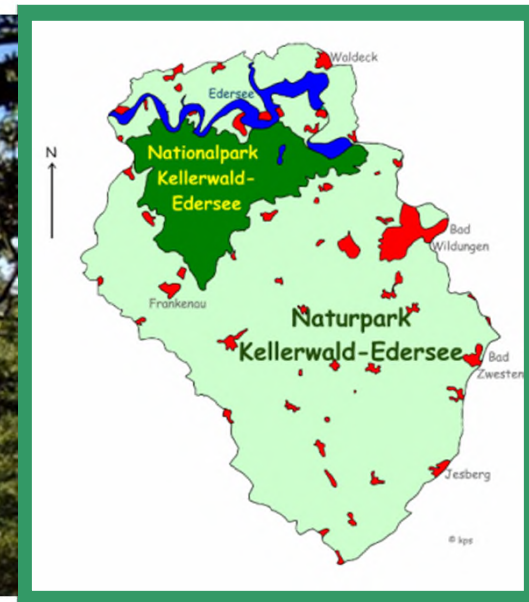 Waldeck
Edersee
N
Nationalpark
Kellerwald-
Edersee
Bad
Wildungen
Frankenau
Naturpark
Kellerwald-Edersee
Bad
Zwesten
Jesberg
© kps